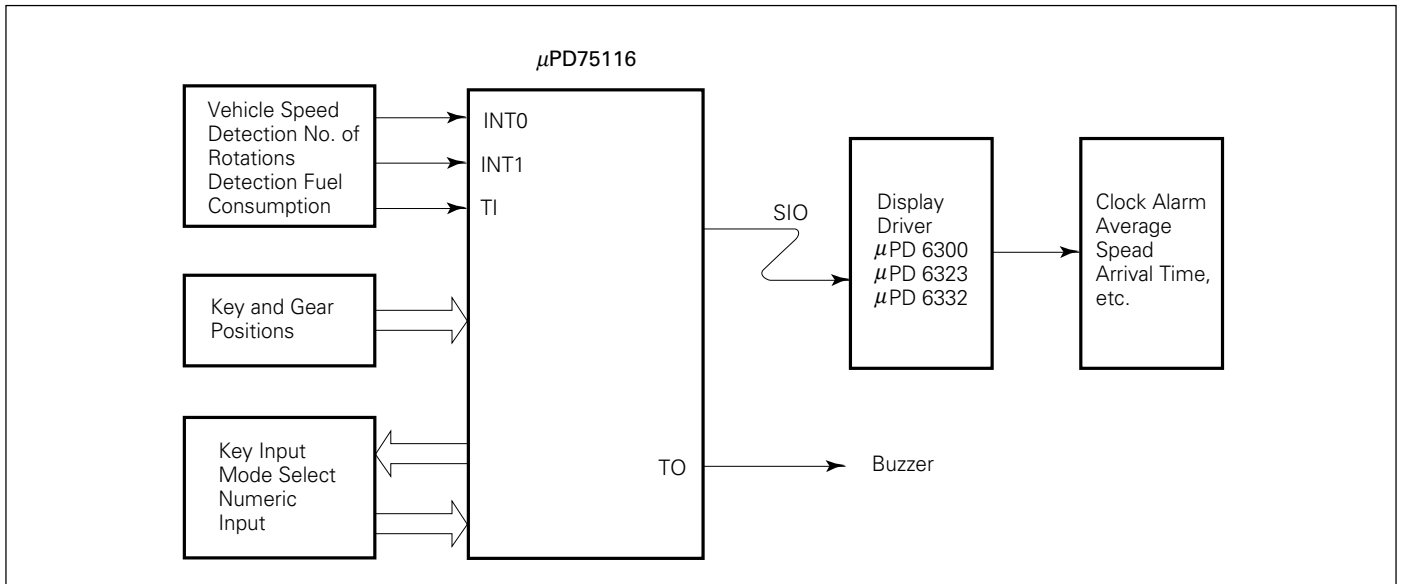 μPD75116
Vehicle Speed
Detection No. of
Rotations
Detection Fuel
Consumption
INT0
INT1
TI
Key and Gear
Positions
Key Input
Mode Select
Numeric
Input
SIO
TO
Display
Driver
μPD 6300
μPD 6323
μPD 6332
Clock Alarm
Average
Spead
Arrival Time,
etc.
Buzzer